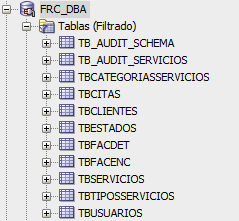 FRC_DBA
Tablas (Filtrado)
TB_AUDIT_SCHEMA
TB_AUDIT_SERVICIOS
TBCATEGORIASSERVICIOS
TBCITAS
TBCLIENTES
TBESTADOS
TBFACDET
TBFACENC
TBSERVICIOS
TBTIPOSSERVICIOS
TBUSUARIOS